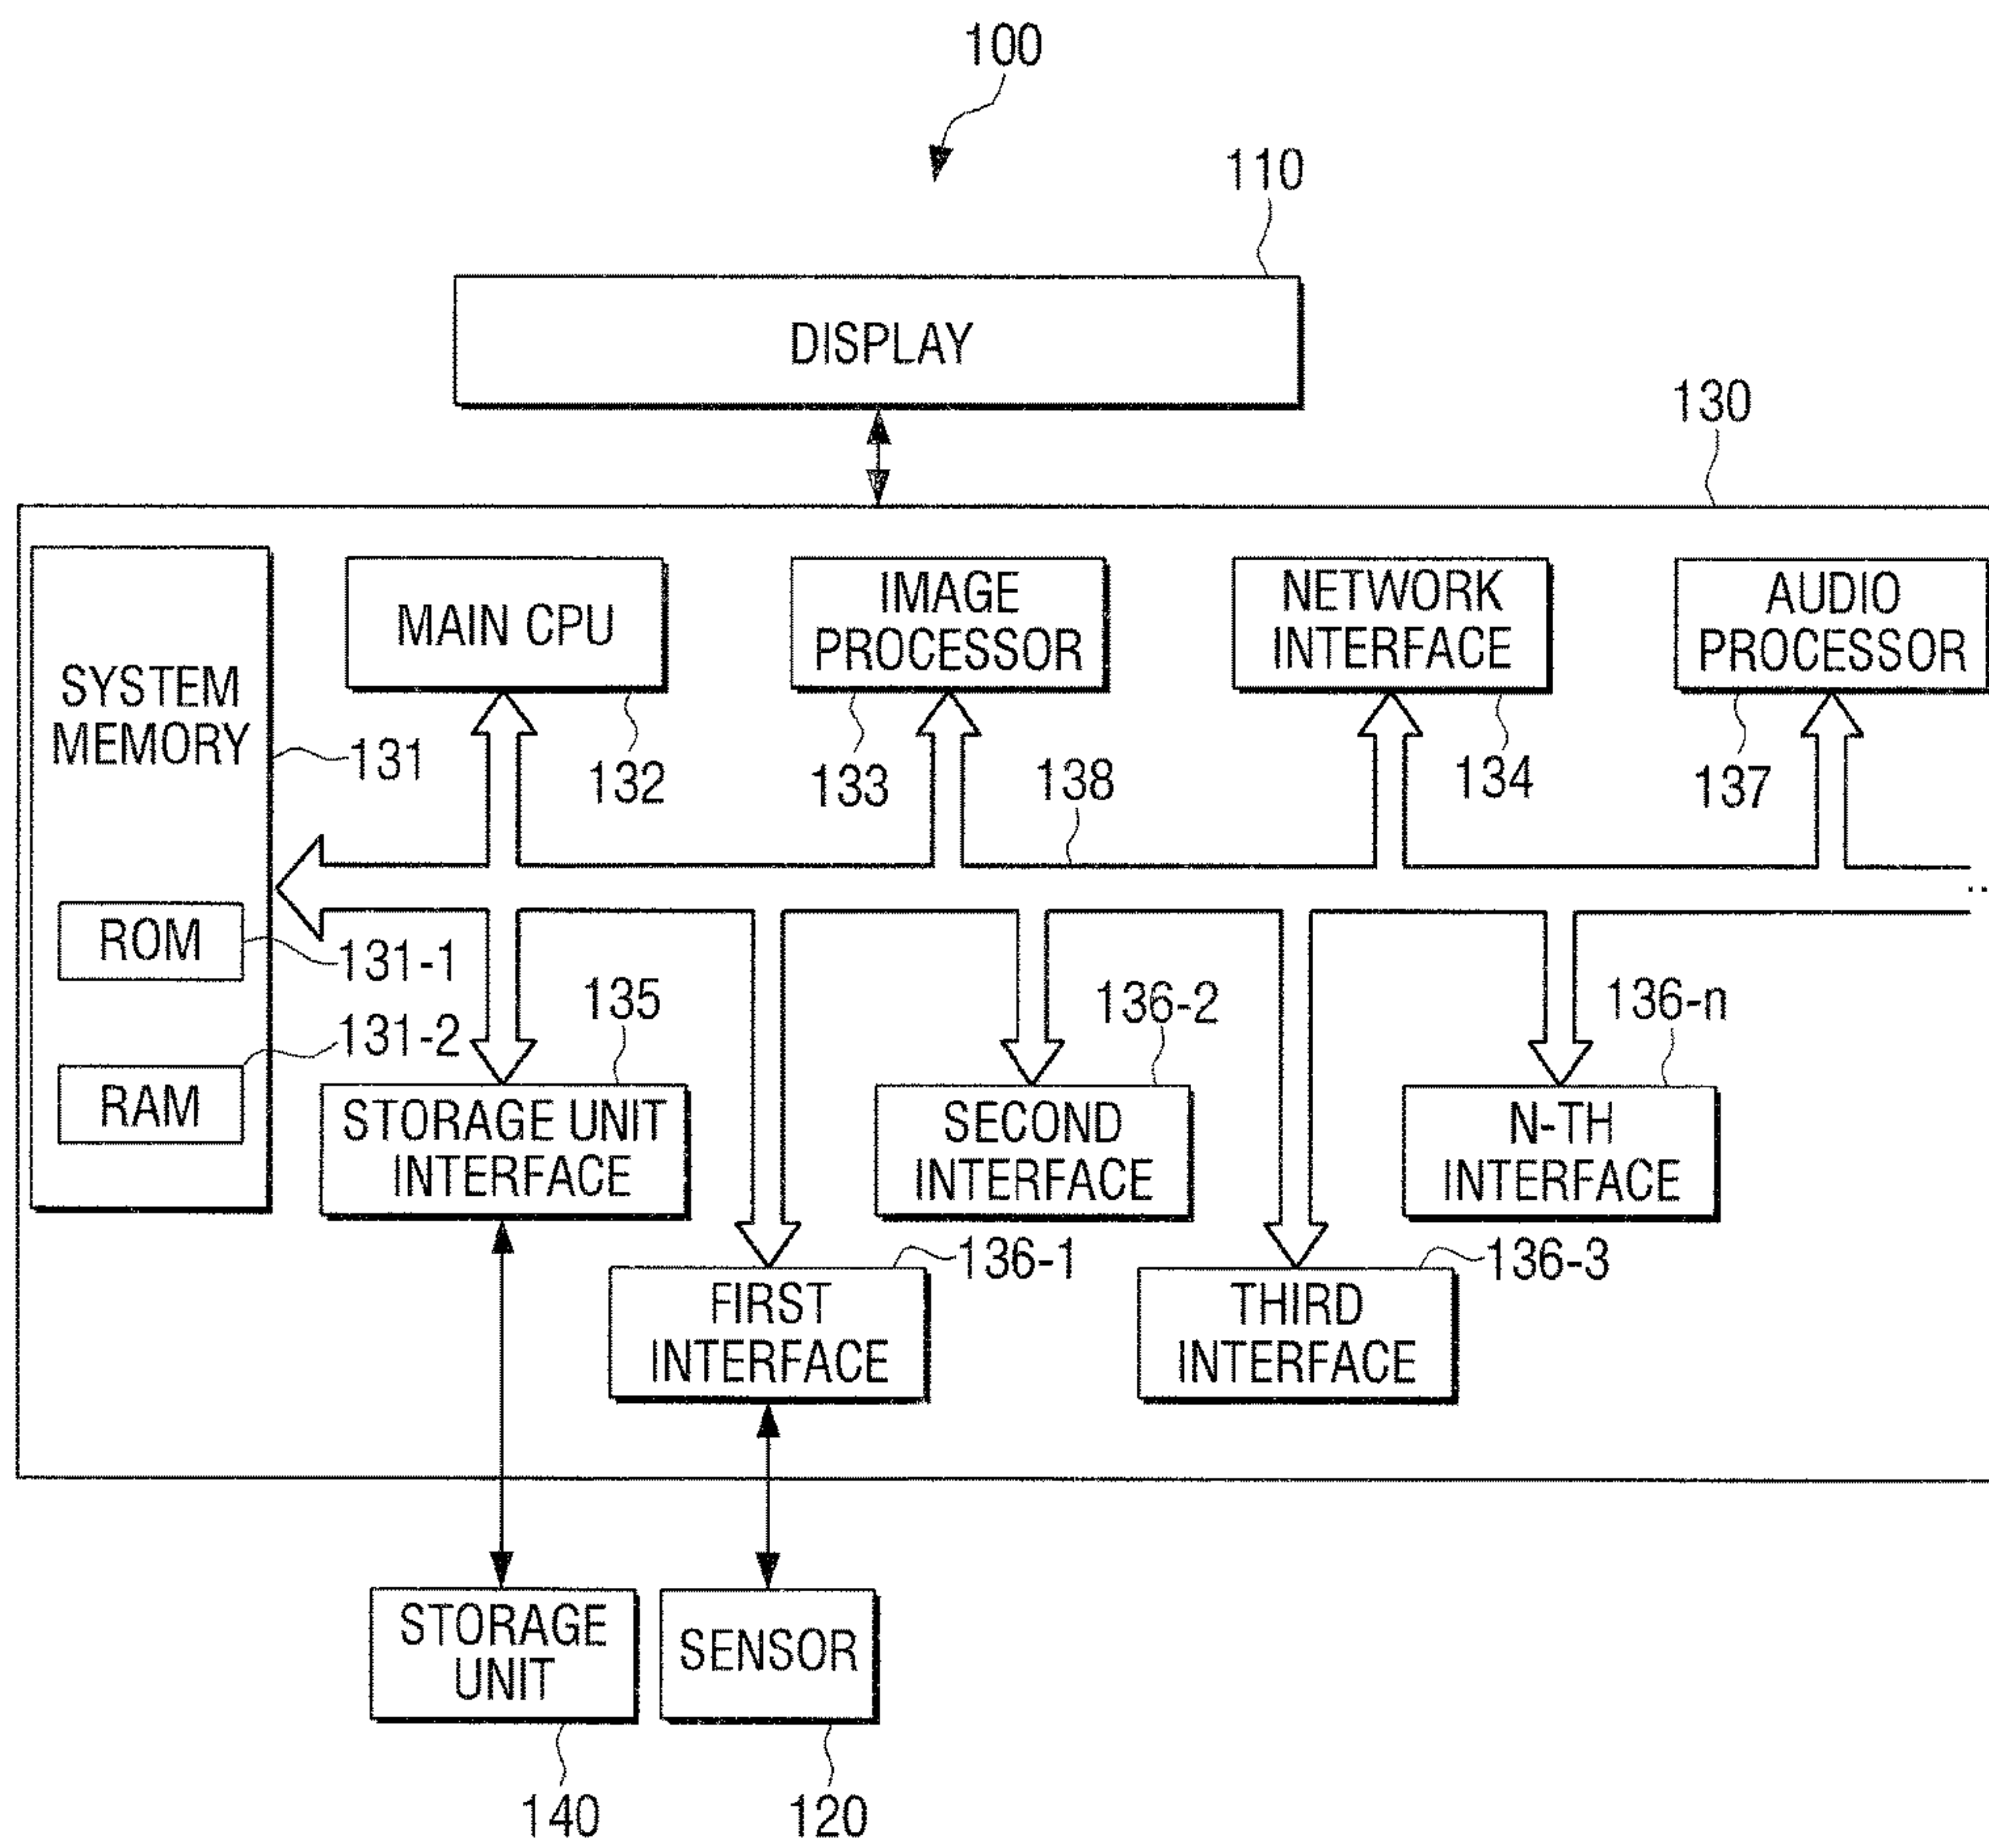 100
110
DISPLAY
130
SYSTEM
MEMORY
131
ROM
131-1
131-2
RAM
MAIN CPU
132
IMAGE
PROCESSOR
133
NETWORK
INTERFACE
134
AUDIO
PROCESSOR
137
138
135
STORAGE UNIT
INTERFACE
136-2
SECOND
INTERFACE
136-n
N-TH
INTERFACE
136-1
FIRST
INTERFACE
136-3
THIRD
INTERFACE
STORAGE
UNIT
SENSOR
140
120